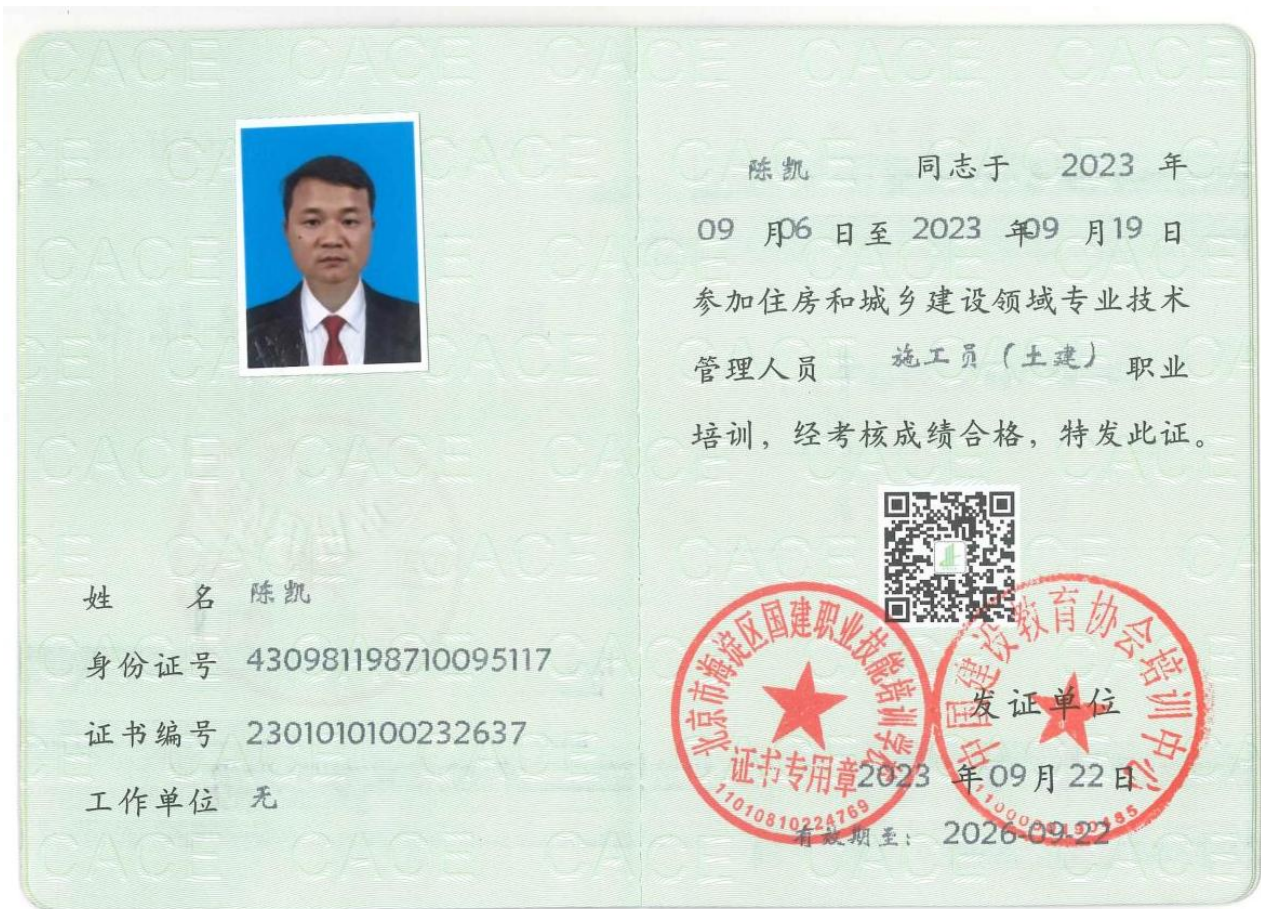 姓 名 陈凯
身份证号 430981198710095117
证书编号 2301010100232637
工作单位 无
陈凯 同志于 2023 年
09 月06 日至 2023 年09 月19 日
参加住房和城乡建设领域专业技术
管理人员 施工员（土建） 职业
培训，经考核成绩合格，特发此证。
北京市海淀区国建职业技能培训学校
证书专用章
11010810224769
中国建设教育协会培训中心
发证单位
2023 年09月22日
有效期至： 2026-09-22
CACE